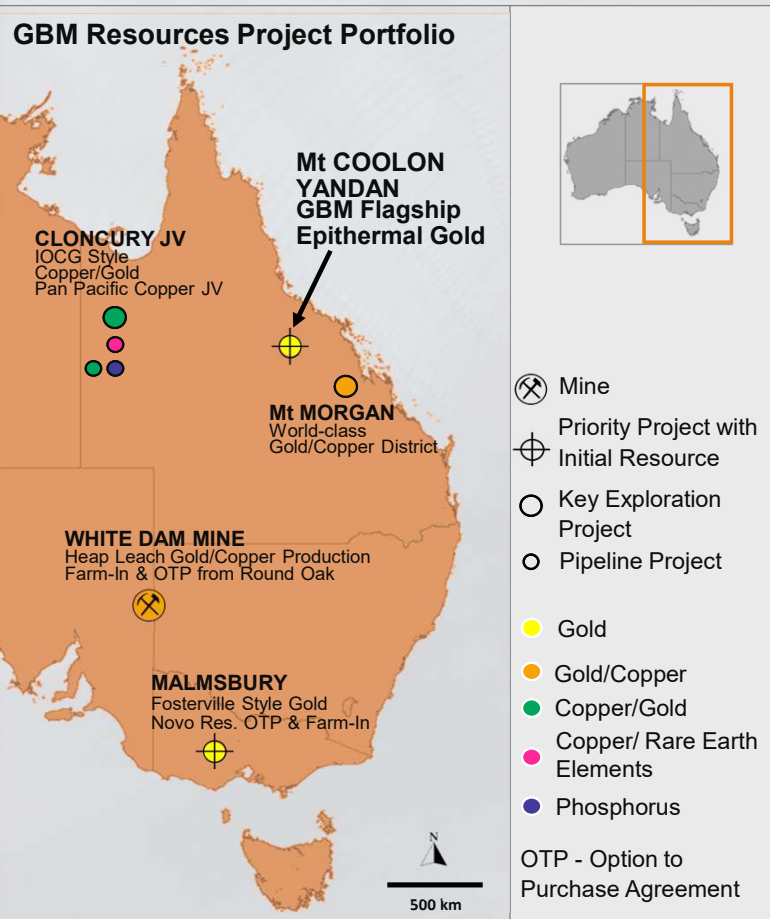 GBM Resources Project Portfolio
Mt COOLON
YANDAN
GBM Flagship
Epithermal Gold
CLONCURY JV
IOCG Style
Copper/Gold
Pan Pacific Copper JV
Mt MORGAN
World-class
Gold/Copper District
WHITE DAM MINE
Heap Leach Gold/Copper Production
Farm-In & OTP from Round Oak
MALMSBURY
Fosterville Style Gold
Novo Res. OTP & Farm-In
N
500 km
Mine
Priority Project with
Initial Resource
Key Exploration
Project
Pipeline Project
Gold
Gold/Copper
Copper/Gold
Copper/ Rare Earth
Elements
Phosphorus
OTP - Option to
Purchase Agreement